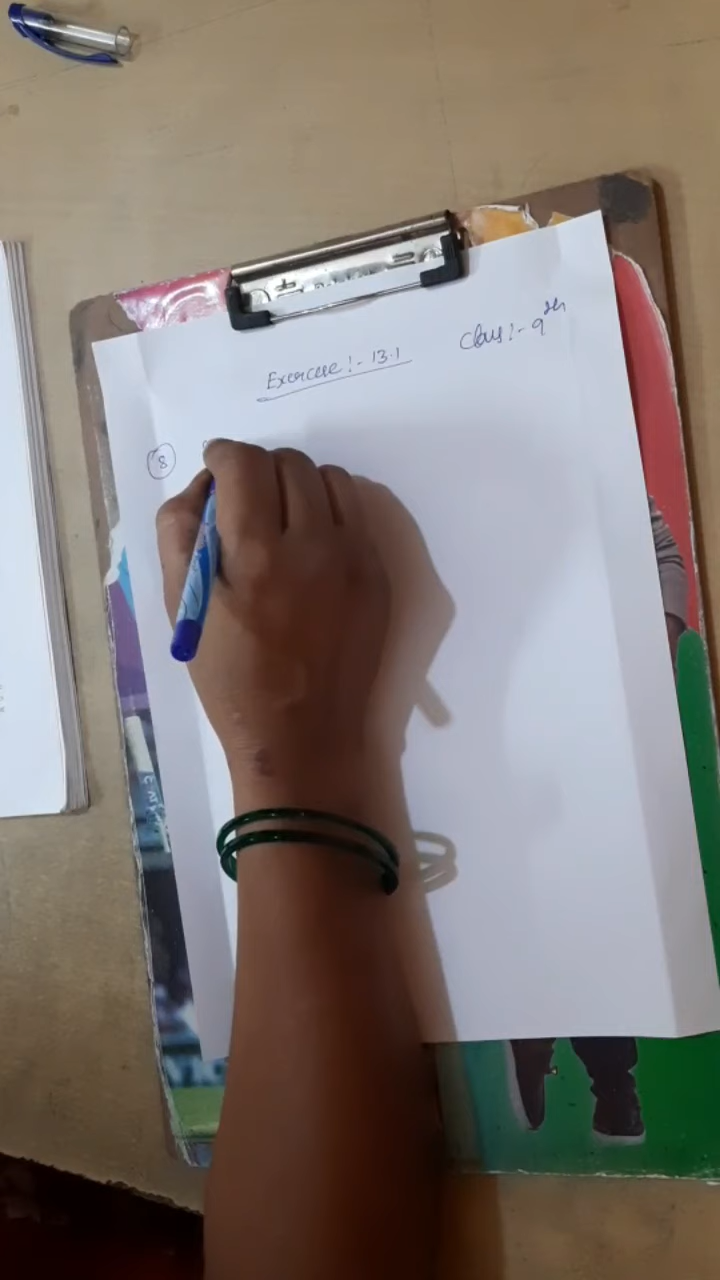 Class :- 9th
Exercise :- 13.1
8